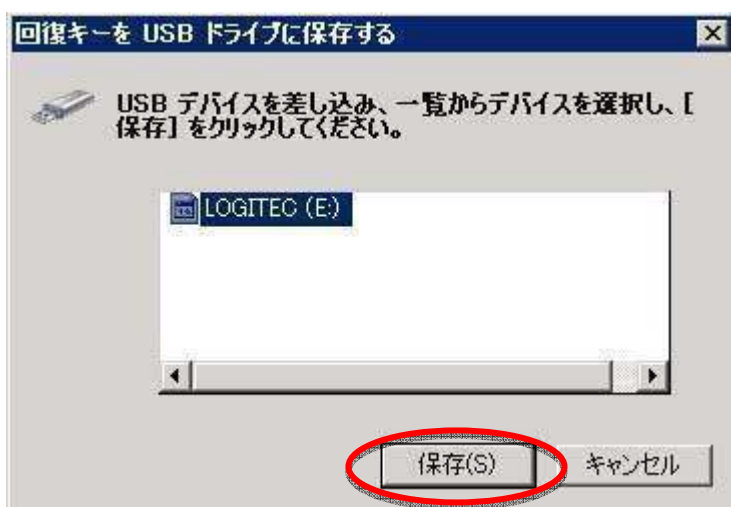 回復キーを USB ドライブに保存する
USB デバイスを差し込み、一覧からデバイスを選択し、[
保存] をクリックしてください。
LOGITEC (E:)
保存(S)
キャンセル